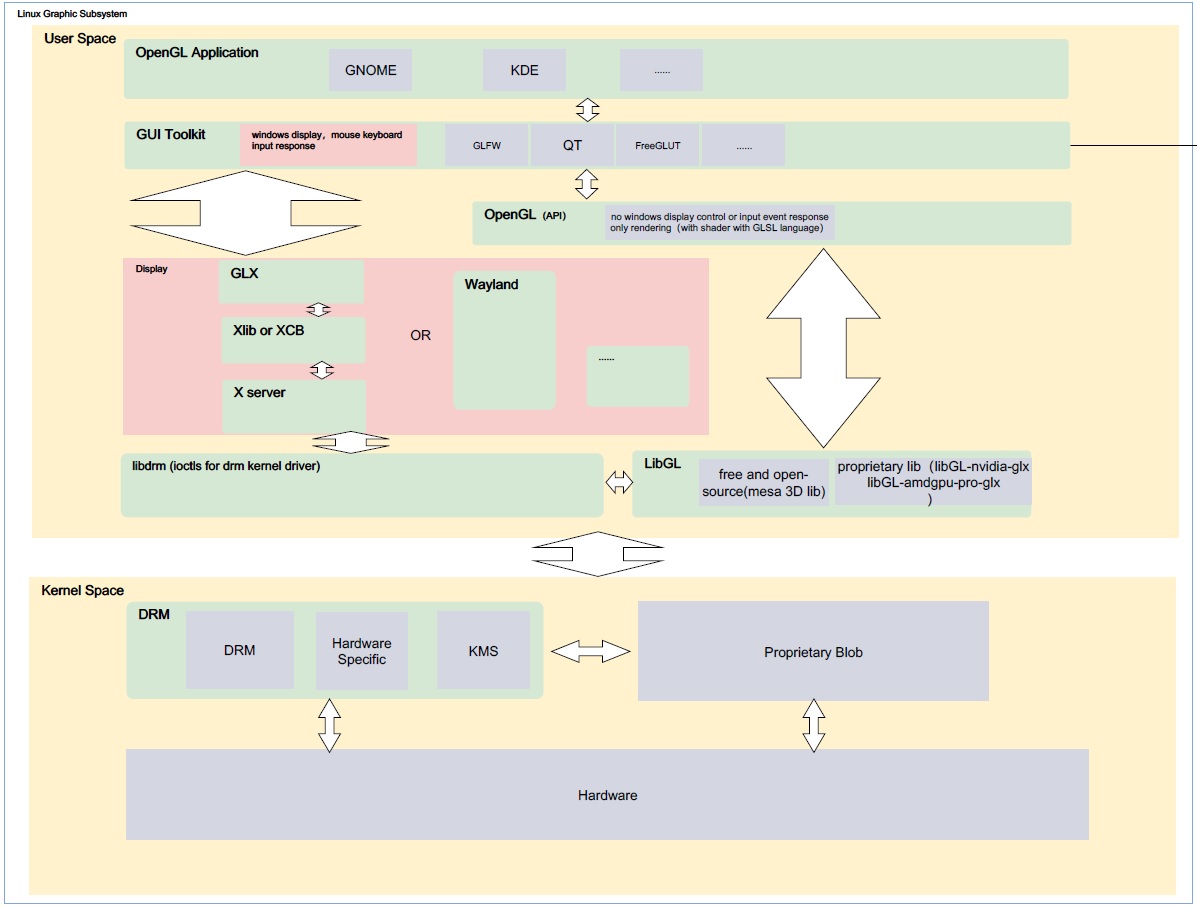 Linux Graphic Subsystem
User Space
OpenGL Application
GNOME
KDE
......
GUI Toolkit
windows display，mouse keyboard
input response
GLFW
QT
FreeGLUT
......
OpenGL (API)
no windows display control or input event response
only rendering（with shader with GLSL language）
Display
GLX
Xlib or XCB
X server
OR
Wayland
......
libdrm (ioctls for drm kernel driver)
LibGL
free and open-
source(mesa 3D lib)
proprietary lib（libGL-nvidia-glx
libGL-amdgpu-pro-glx
）
Kernel Space
DRM
DRM
Hardware
Specific
KMS
Proprietary Blob
Hardware